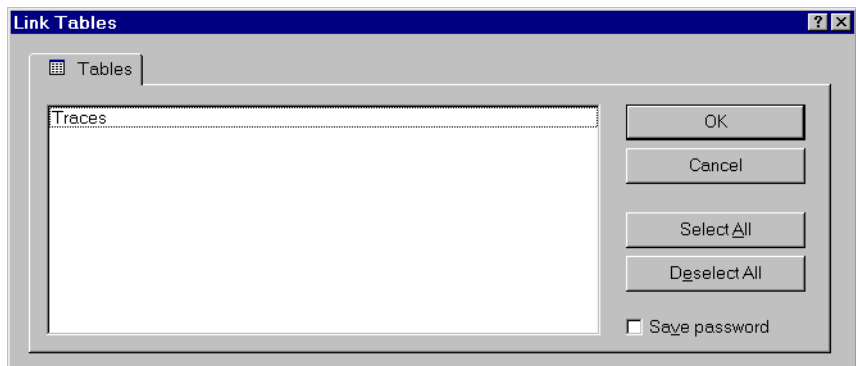 Link Tables
Tables
Traces
OK
Cancel
Select All
Deselect All
Save password